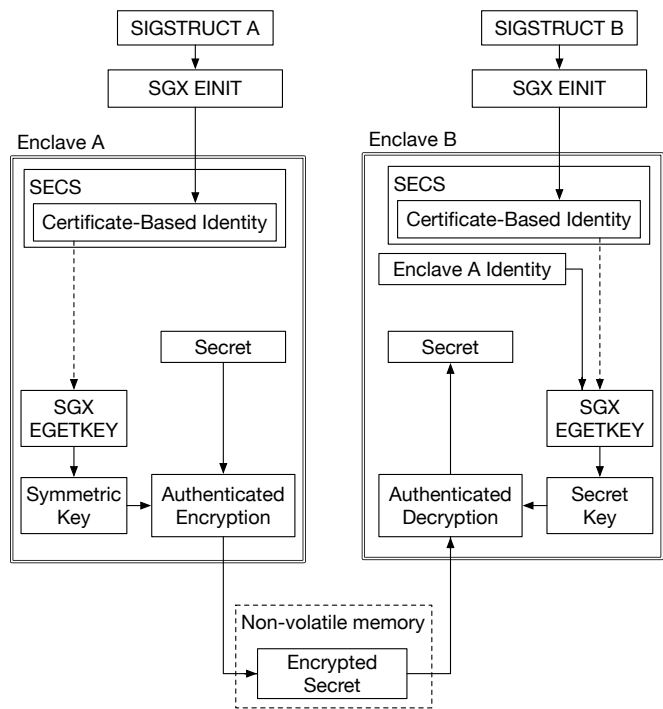 SIGSTRUCT A
SGX EINIT
Enclave A
SECS
Certificate-Based Identity
Secret
SGX
EGETKEY
Symmetric
Key
Authenticated
Encryption
SIGSTRUCT B
SGX EINIT
Enclave B
SECS
Certificate-Based Identity
Enclave A Identity
Secret
SGX
EGETKEY
Authenticated
Decryption
Secret
Key
Non-volatile memory
Encrypted
Secret